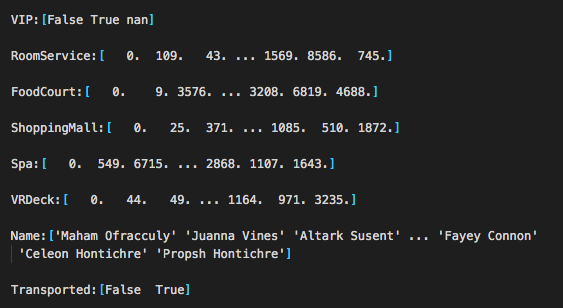 VIP:[False True nan]
RoomService:[   0.  109.   43. ... 1569. 8586.  745.]
FoodCourt:[   0.    9. 3576. ... 3208. 6819. 4688.]
ShoppingMall:[   0.   25.  371. ... 1085.  510. 1872.]
Spa:[   0.  549. 6715. ... 2868. 1107. 1643.]
VRDeck:[   0.   44.   49. ... 1164.  971. 3235.]
Name:['Maham Ofracculy' 'Juanna Vines' 'Altark Susent' ... 'Fayey Connon'
 'Celeon Hontichre' 'Propsh Hontichre']
Transported:[False  True]